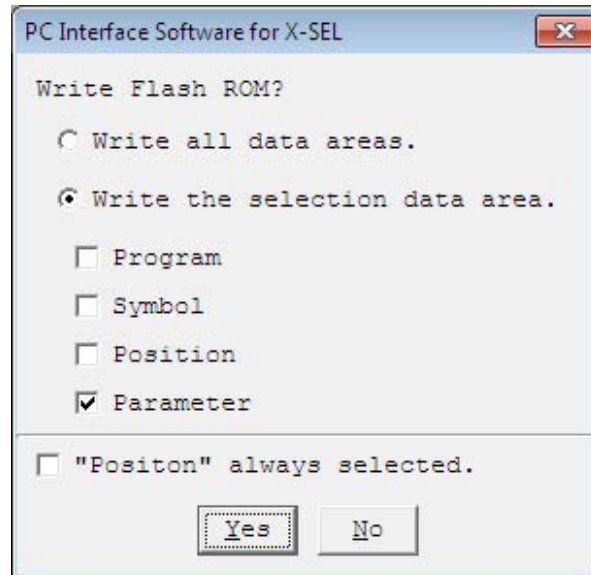 PC Interface Software for X-SEL
Write Flash ROM?
Write all data areas.
Write the selection data area.
Program
Symbol
Position
Parameter
"Positon" always selected.
Yes No